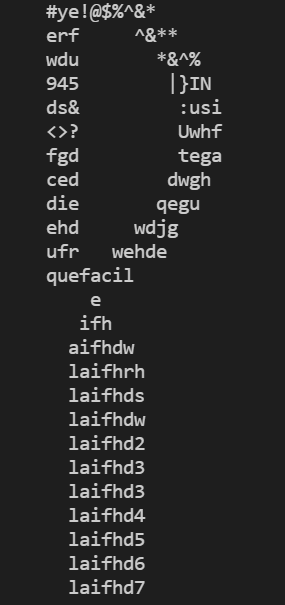 #ye!@$%^&*
erf     ^&**
wdu       *&^%
945        |}IN
ds&         :usi
<>?         Uwhf
fgd         tega
ced        dwgh
die       qegu
ehd     wdjg
ufr   wehde
quefacil
    e
   ifh
  aifhdw
  laifhrh
  laifhds
  laifhdw
  laifhd2
  laifhd3
  laifhd3
  laifhd4
  laifhd5
  laifhd6
  laifhd7